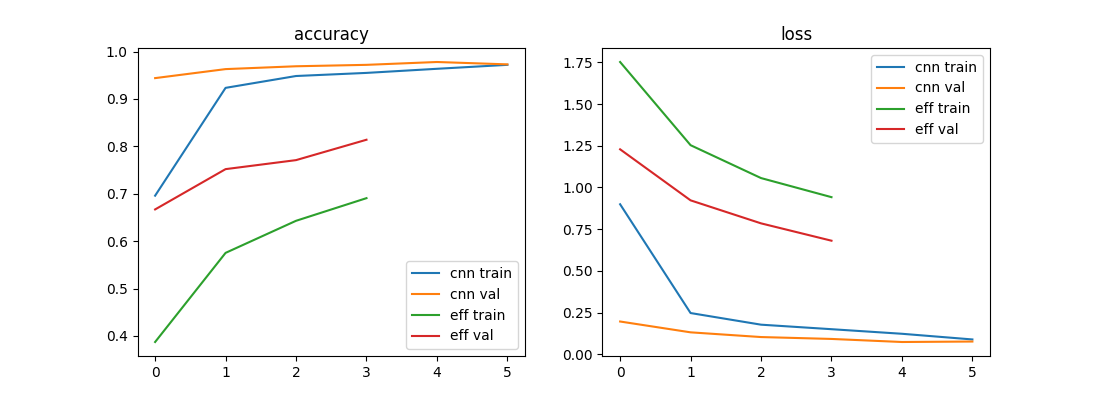 accuracy
1.0
0.9
0.8
0.7
0.6
0.5
0.4
0 1 2 3 4 5
cnn train
cnn val
eff train
eff val
loss
1.75
1.50
1.25
1.00
0.75
0.50
0.25
0.00
0 1 2 3 4 5
cnn train
cnn val
eff train
eff val